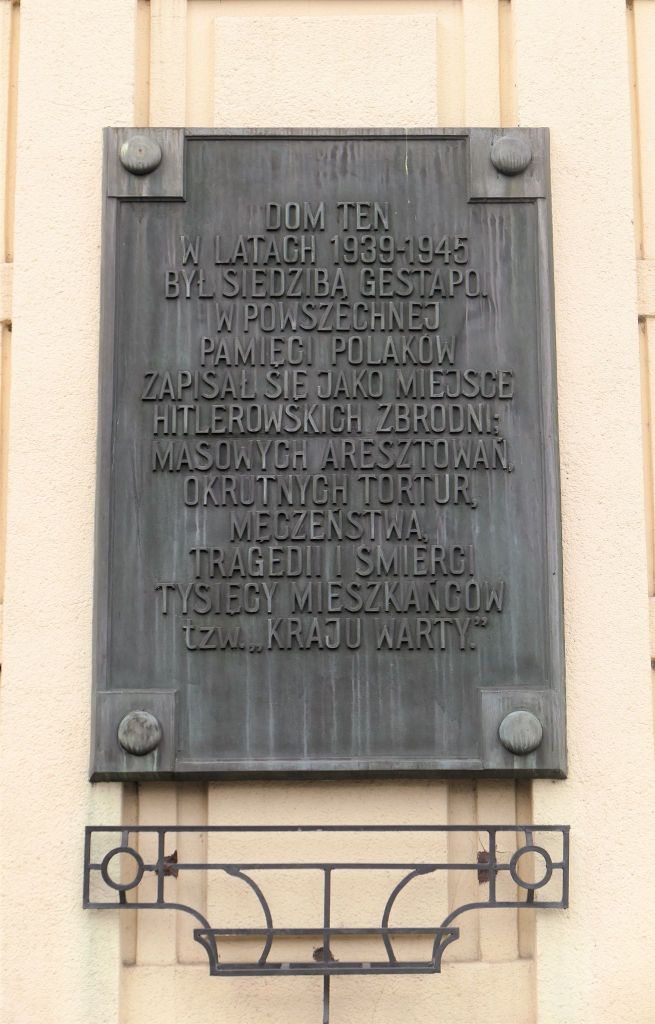 DOM TEN
W LATACH 1939-1945
BYŁ SIEDZIBĄ GESTAPO.
W POWSZECHNEJ
PAMIĘCI POLAKÓW
ZAPISAŁ SIĘ JAKO MIEJSCE
HITLEROWSKICH ZBRODNI;
MASOWYCH ARESZTOWAŃ,
OKRUTNYCH TORTUR,
MĘCZEŃSTWA,
TRAGEDII I ŚMIERCI
TYSIĘCY MIESZKAŃCÓW
tzw. „KRAJU WARTY.”